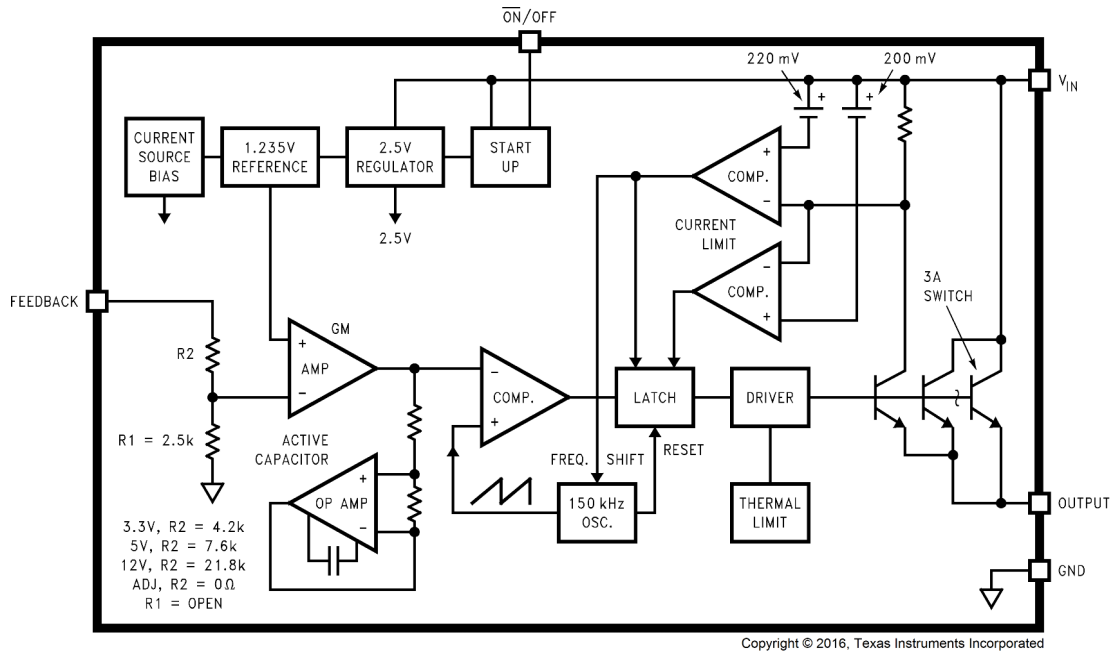 ON/OFF
220 mV
200 mV
VIN
CURRENT
SOURCE
BIAS
1.235V
REFERENCE
2.5V
REGULATOR
START
UP
+
+
+
COMP.
−
2.5V
CURRENT
LIMIT
−
COMP.
+
3A
SWITCH
FEEDBACK
R2
GM
+
AMP
−
−
COMP.
+
LATCH
DRIVER
R1 = 2.5k
ACTIVE
CAPACITOR
FREQ. SHIFT
RESET
+
OP AMP
−
150 kHz
OSC.
THERMAL
LIMIT
OUTPUT
3.3V, R2 = 4.2k
5V, R2 = 7.6k
12V, R2 = 21.8k
ADJ, R2 = 0Ω
R1 = OPEN
GND
Copyright © 2016, Texas Instruments Incorporated